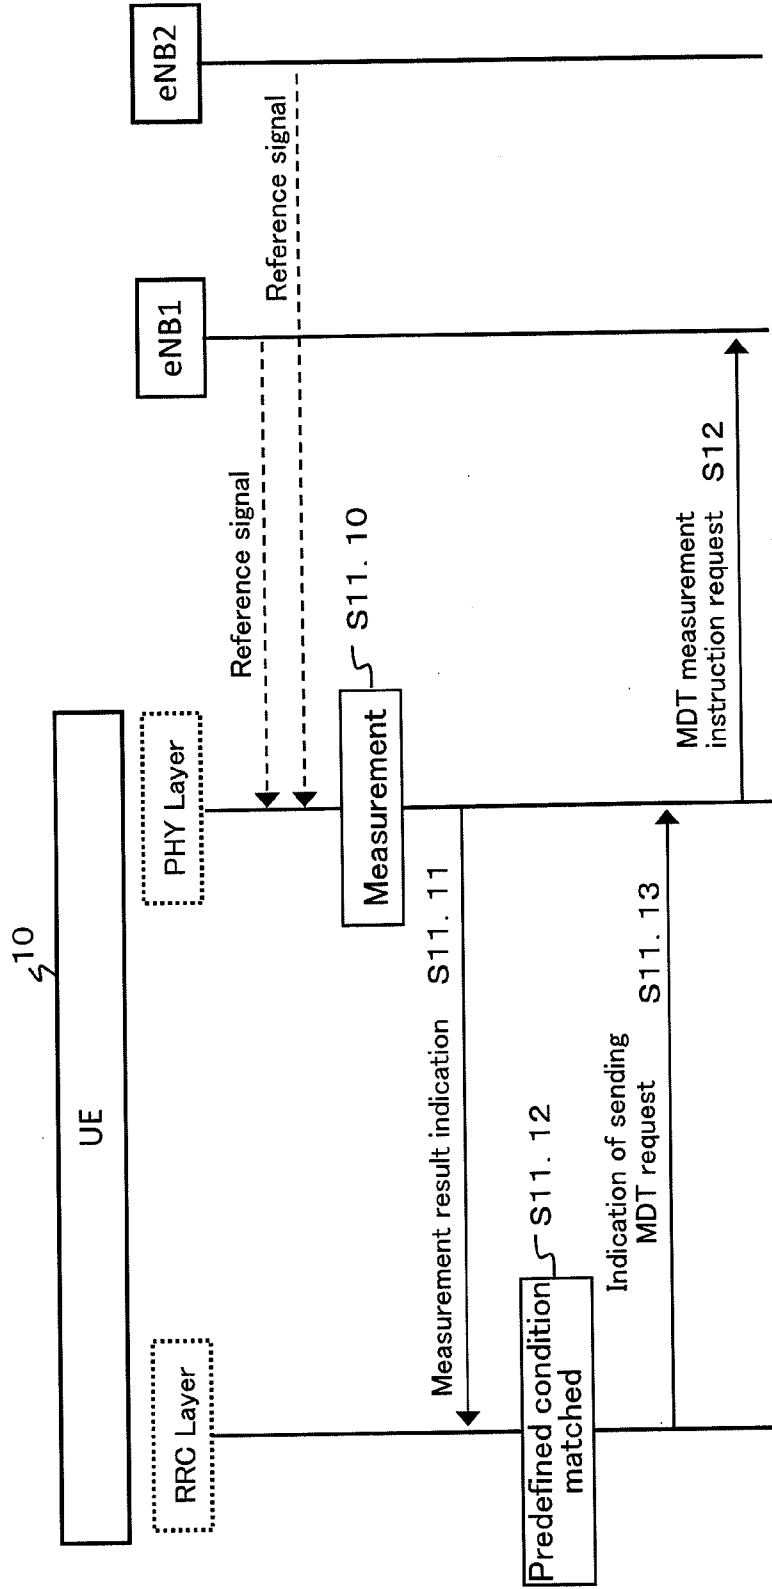 10
UE
RRC Layer
PHY Layer
eNB1
eNB2
Reference signal
Reference signal
Measurement
S11. 10
Measurement result indication S11. 11
Predefined condition
matched
S11. 12
Indication of sending
MDT request S11. 13
MDT measurement
instruction request S12